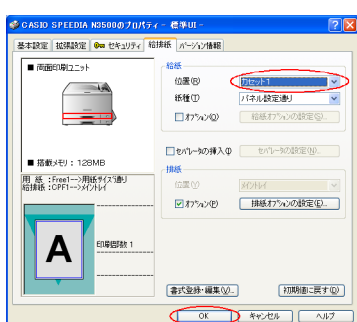 CASIO SPEEDIA N3500のプロパティ - 標準UI -
基本設定 拡張設定 セキュリティ 給排紙 バージョン情報
■ 両面印刷ユニット
■ 搭載メモリ：128MB
用 紙 ：Free1-->用紙サイズ通り
給排紙：CPF1-->メイントレイ
A
印刷部数 1
給紙
位置(R) カセット1
紙種(T) パネル設定通り
オプション(Q) 給紙オプションの設定(S)...
セパレータの挿入(I) セパレータの設定(P)...
排紙
位置(Y) メイントレイ
オプション(Z) 排紙オプションの設定(E)...
書式登録・編集(V)... 初期値に戻す(D)
OK キャンセル ヘルプ